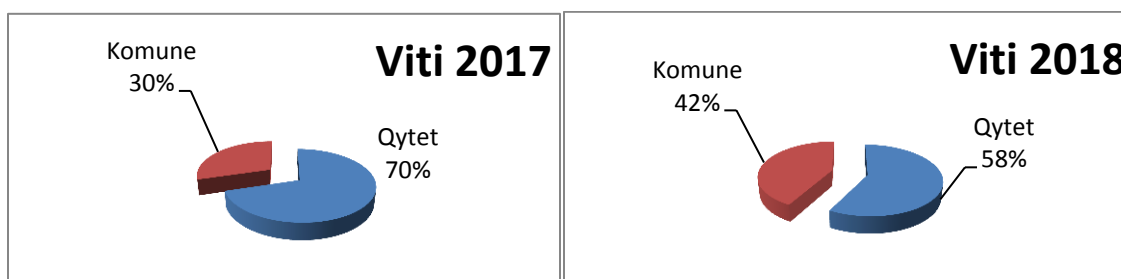 Viti 2017
Komune
30%
Qytet
70%
Viti 2018
Komune
42%
Qytet
58%